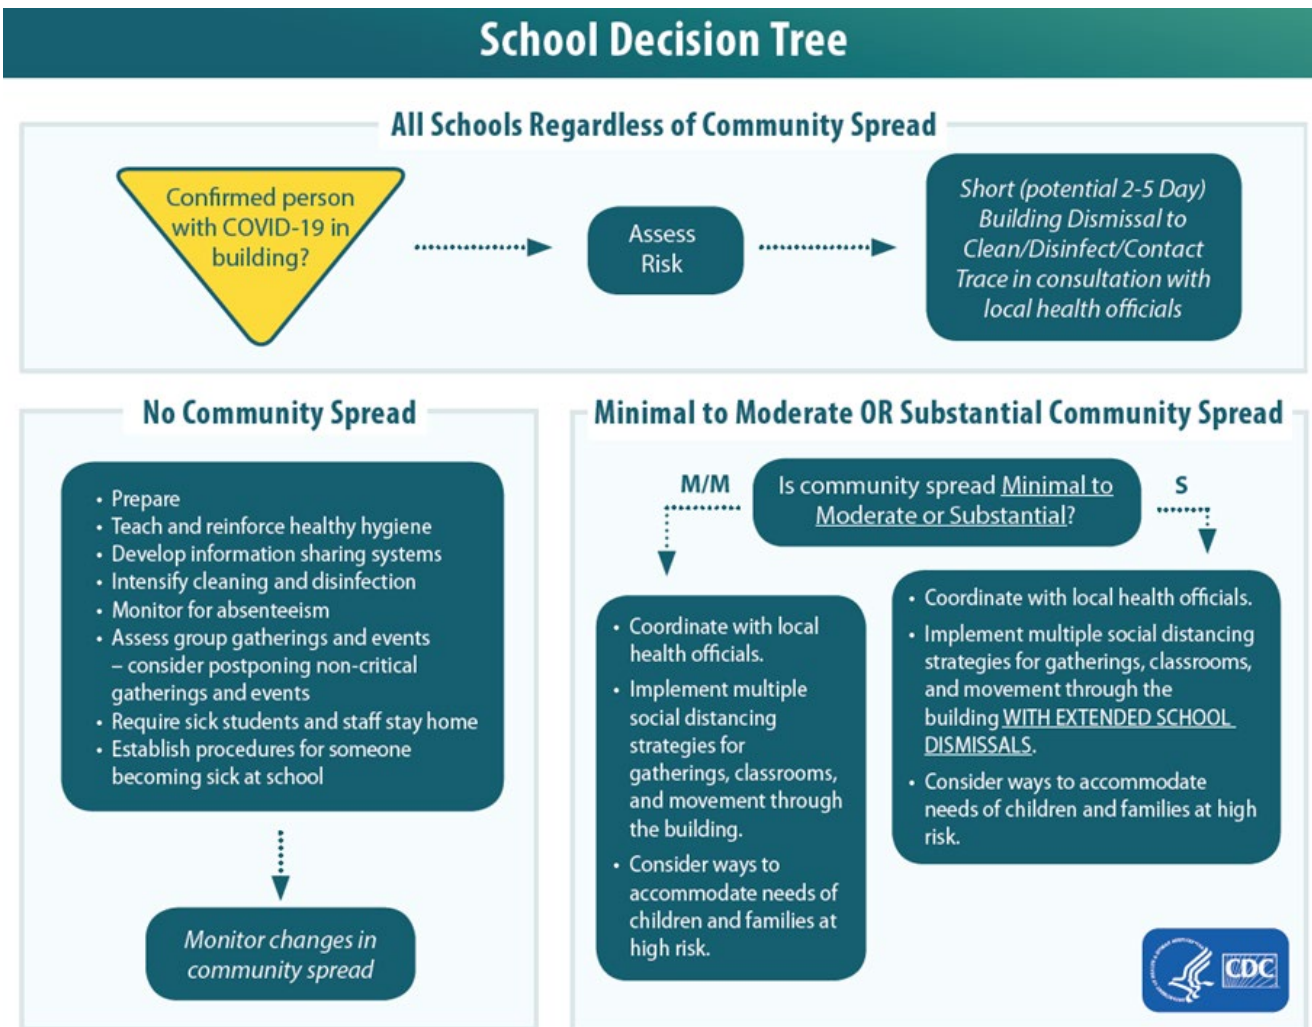 School Decision Tree
All Schools Regardless of Community Spread
Confirmed person
with COVID-19 in
building?
Assess
Risk
Short (potential 2-5 Day)
Building Dismissal to
Clean/Disinfect/Contact
Trace in consultation with
local health officials
No Community Spread
• Prepare
• Teach and reinforce healthy hygiene
• Develop information sharing systems
• Intensify cleaning and disinfection
• Monitor for absenteeism
• Assess group gatherings and events
– consider postponing non-critical
gatherings and events
• Require sick students and staff stay home
• Establish procedures for someone
becoming sick at school
Monitor changes in
community spread
Minimal to Moderate OR Substantial Community Spread
M/M
Is community spread Minimal to
Moderate or Substantial?
S
• Coordinate with local
health officials.
• Implement multiple
social distancing
strategies for
gatherings, classrooms,
and movement through
the building.
• Consider ways to
accommodate needs of
children and families at
high risk.
• Coordinate with local health officials.
• Implement multiple social distancing
strategies for gatherings, classrooms,
and movement through the
building WITH EXTENDED SCHOOL
DISMISSALS.
• Consider ways to accommodate
needs of children and families at high
risk.
CDC